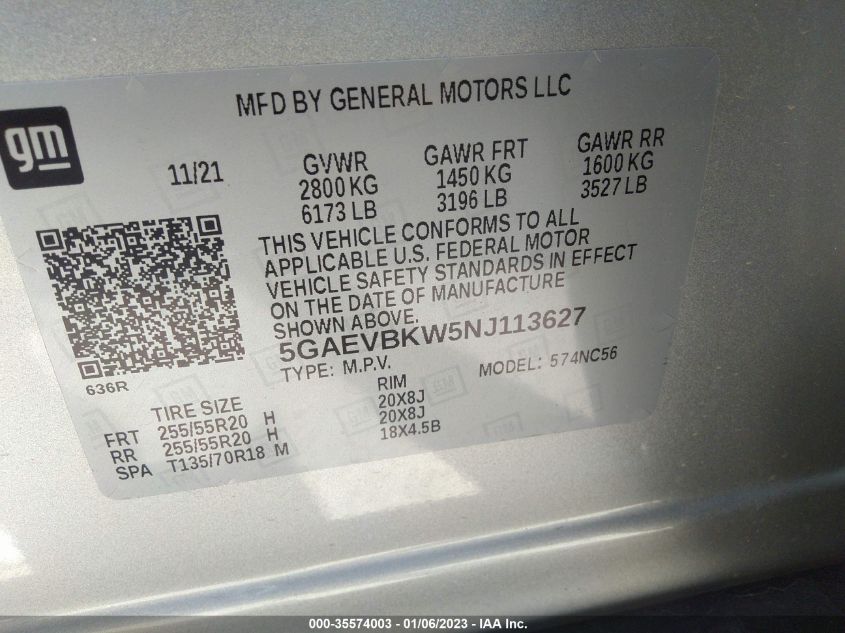 MFD BY GENERAL MOTORS LLC
gm
11/21
GVWR
2800 KG
6173 LB
GAWR FRT
1450 KG
3196 LB
GAWR RR
1600 KG
3527 LB
THIS VEHICLE CONFORMS TO ALL
APPLICABLE U.S. FEDERAL MOTOR
VEHICLE SAFETY STANDARDS IN EFFECT
ON THE DATE OF MANUFACTURE
SHOWN ABOVE.
5GAEVBKW5NJ113627
TYPE: M.P.V. MODEL: 574NC56
636R
TIRE SIZE RIM
FRT 255/55R20 H 20X8J
RR 255/55R20 H 20X8J
SPA T135/70R18 M 18X4.5B
000-35574003 - 01/06/2023 - IAA Inc.